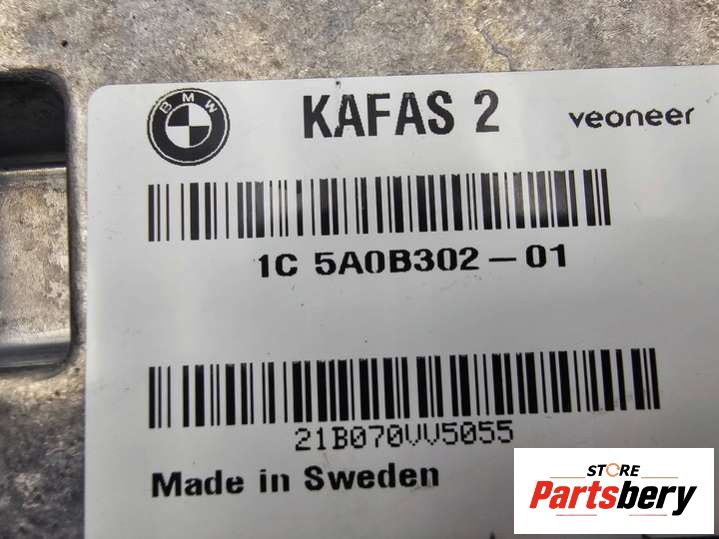 BMW
KAFAS 2 veoneer
1C 5A0B302-01
21B070VV5055
Made in Sweden
STORE
Partsbery